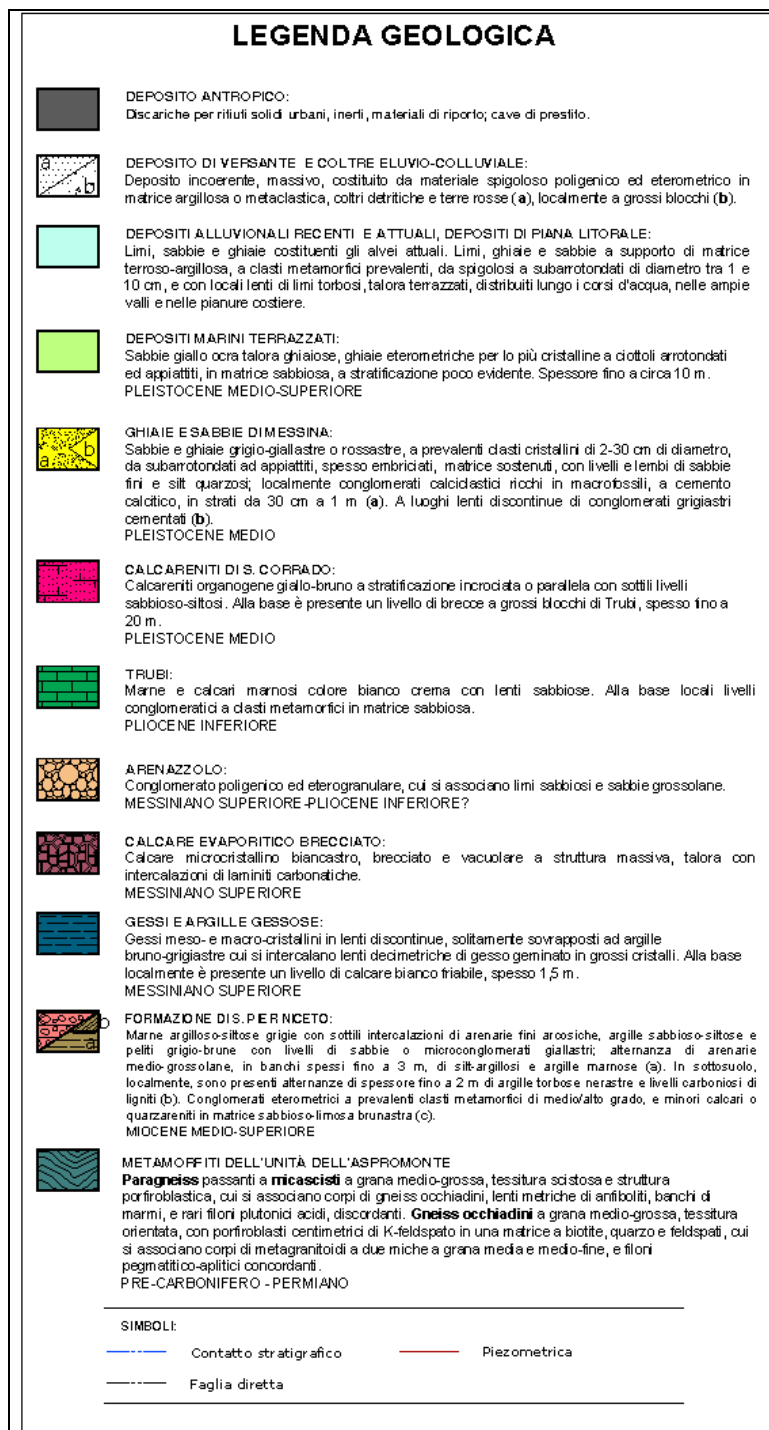 LEGENDA GEOLOGICA
DEPOSITO ANTROPICO:
Discariche per rifiuti solidi urbani, inerti, materiali di riporto; cave di prestito.
a
b
DEPOSITO DI VERSANTE E COLTRE ELUVIO-COLLUVIALE:
Deposito incoerente, massivo, costituito da materiale spigoloso poligenico ed eterometrico in
matrice argillosa o metaclastica, coltri detritiche e terre rosse (a), localmente a grossi blocchi (b).
DEPOSITI ALLUVIONALI RECENTI E ATTUALI, DEPOSITI DI PIANA LITORALE:
Limi, sabbie e ghiaie costituenti gli alvei attuali. Limi, ghiaie e sabbie a supporto di matrice
terroso-argillosa, a clasti metamorfici prevalenti, da spigolosi a subarrotondati di diametro tra 1 e
10 cm, e con locali lenti di limi torbosi, talora terrazzati, distribuiti lungo i corsi d'acqua, nelle ampie
valli e nelle pianure costiere.
DEPOSITI MARINI TERRAZZATI:
Sabbie giallo ocra talora ghiaiose, ghiaie eterometriche per lo più cristalline a ciottoli arrotondati
ed appiattiti, in matrice sabbiosa, a stratificazione poco evidente. Spessore fino a circa 10 m.
PLEISTOCENE MEDIO-SUPERIORE
a
b
GHIAIE E SABBIE DI MESSINA:
Sabbie e ghiaie grigio-giallastre o rossastre, a prevalenti clasti cristallini di 2-30 cm di diametro,
da subarrotondati ad appiattiti, spesso embriciati, matrice sostenuti, con livelli e lembi di sabbie
fini e silt quarzosi; localmente conglomerati calciclastici ricchi in macrofossili, a cemento
calcitico, in strati da 30 cm a 1 m (a). A luoghi lenti discontinue di conglomerati grigiastri
cementati (b).
PLEISTOCENE MEDIO
CALCARENITI DI S. CORRADO:
Calcareniti organogene giallo-bruno a stratificazione incrociata o parallela con sottili livelli
sabbioso-siltosi. Alla base è presente un livello di brecce a grossi blocchi di Trubi, spesso fino a
20 m.
PLEISTOCENE MEDIO
TRUBI:
Marne e calcari marnosi colore bianco crema con lenti sabbiose. Alla base locali livelli
conglomeratici a clasti metamorfici in matrice sabbiosa.
PLIOCENE INFERIORE
ARENAZZOLO:
Conglomerato poligenico ed eterogranulare, cui si associano limi sabbiosi e sabbie grossolane.
MESSINIANO SUPERIORE-PLIOCENE INFERIORE?
CALCARE EVAPORITICO BRECCIATO:
Calcare microcristallino biancastro, brecciato e vacuolare a struttura massiva, talora con
intercalazioni di laminiti carbonatiche.
MESSINIANO SUPERIORE
GESSI E ARGILLE GESSOSE:
Gessi meso- e macro-cristallini in lenti discontinue, solitamente sovrapposti ad argille
bruno-grigiastre cui si intercalano lenti decimetriche di gesso geminato in grossi cristalli. Alla base
localmente è presente un livello di calcare bianco friabile, spesso 1,5 m.
MESSINIANO SUPERIORE
b
a
FORMAZIONE DI S. PIER NICETO:
Marne argilloso-siltose grigie con sottili intercalazioni di arenarie fini arcosiche, argille sabbioso-siltose e
peliti grigio-brune con livelli di sabbie o microconglomerati giallastri; alternanza di arenarie
medio-grossolane, in banchi spessi fino a 3 m, di silt-argillosi e argille marnose (a). In sottosuolo,
localmente, sono presenti alternanze di spessore fino a 2 m di argille torbose nerastre e livelli carboniosi di
ligniti (b). Conglomerati eterometrici a prevalenti clasti metamorfici di medio/alto grado, e minori calcari o
quarzareniti in matrice sabbioso-limosa brunastra (c).
MIOCENE MEDIO-SUPERIORE
METAMORFITI DELL'UNITÀ DELL'ASPROMONTE
Paragneiss passanti a micascisti a grana medio-grossa, tessitura scistosa e struttura
porfiroblastica, cui si associano corpi di gneiss occhiadini, lenti metriche di anfiboliti, banchi di
marmi, e rari filoni plutonici acidi, discordanti. Gneiss occhiadini a grana medio-grossa, tessitura
orientata, con porfiroblasti centimetrici di K-feldspato in una matrice a biotite, quarzo e feldspati, cui
si associano corpi di metagranitoidi a due miche a grana media e medio-fine, e filoni
pegmatitico-aplitici concordanti.
PRE-CARBONIFERO - PERMIANO
SIMBOLI:
Contatto stratigrafico
Piezometrica
Faglia diretta